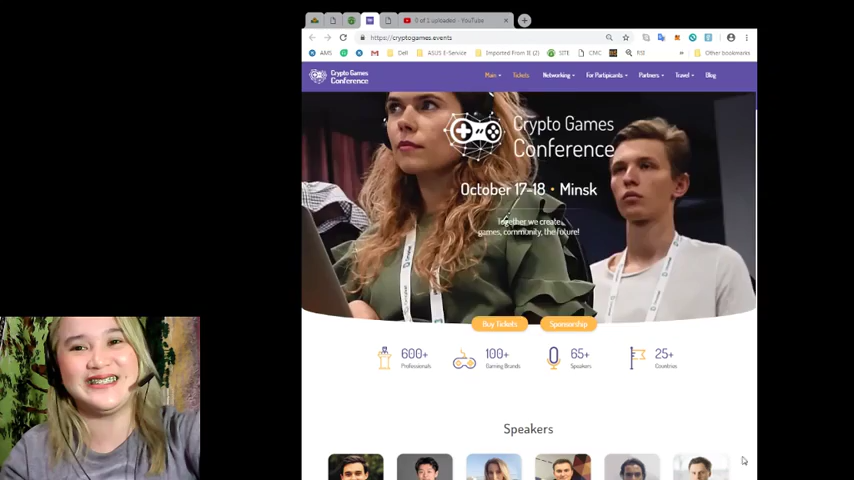 0 of 1 uploaded - YouTube
https://cryptogames.events
AMS
Dell
ASUS E-Service
Imported From IE (2)
SITE
CMC
RSE
Other bookmarks
Crypto Games
Conference
Main
Tickets
Networking
For Partipicants
Partners
Travel
Blog
Crypto Games
Conference
October 17-18 • Minsk
Together we create
games, community, the future!
Buy Tickets
Sponsorship
600+
Professionals
100+
Gaming Brands
65+
Speakers
25+
Countries
Speakers